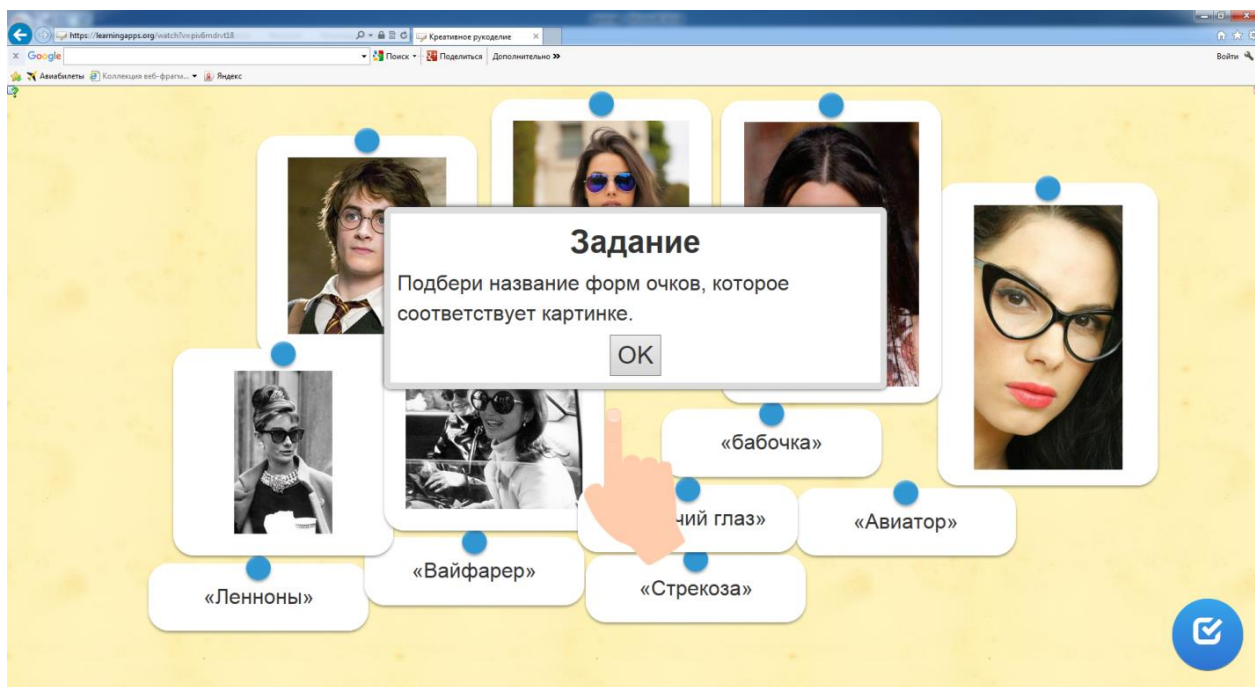 https://learningapps.org/watch?v=piv6mdrvt18
Креативное рукоделие
Google
Поиск
Поделиться
Дополнительно »
Войти
Авиабилеты
Коллекция веб-фрагм...
Яндекс
Задание
Подбери название форм очков, которое
соответствует картинке.
OK
«бабочка»
чий глаз»
«Авиатор»
«Вайфарер»
«Стрекоза»
«Ленноны»